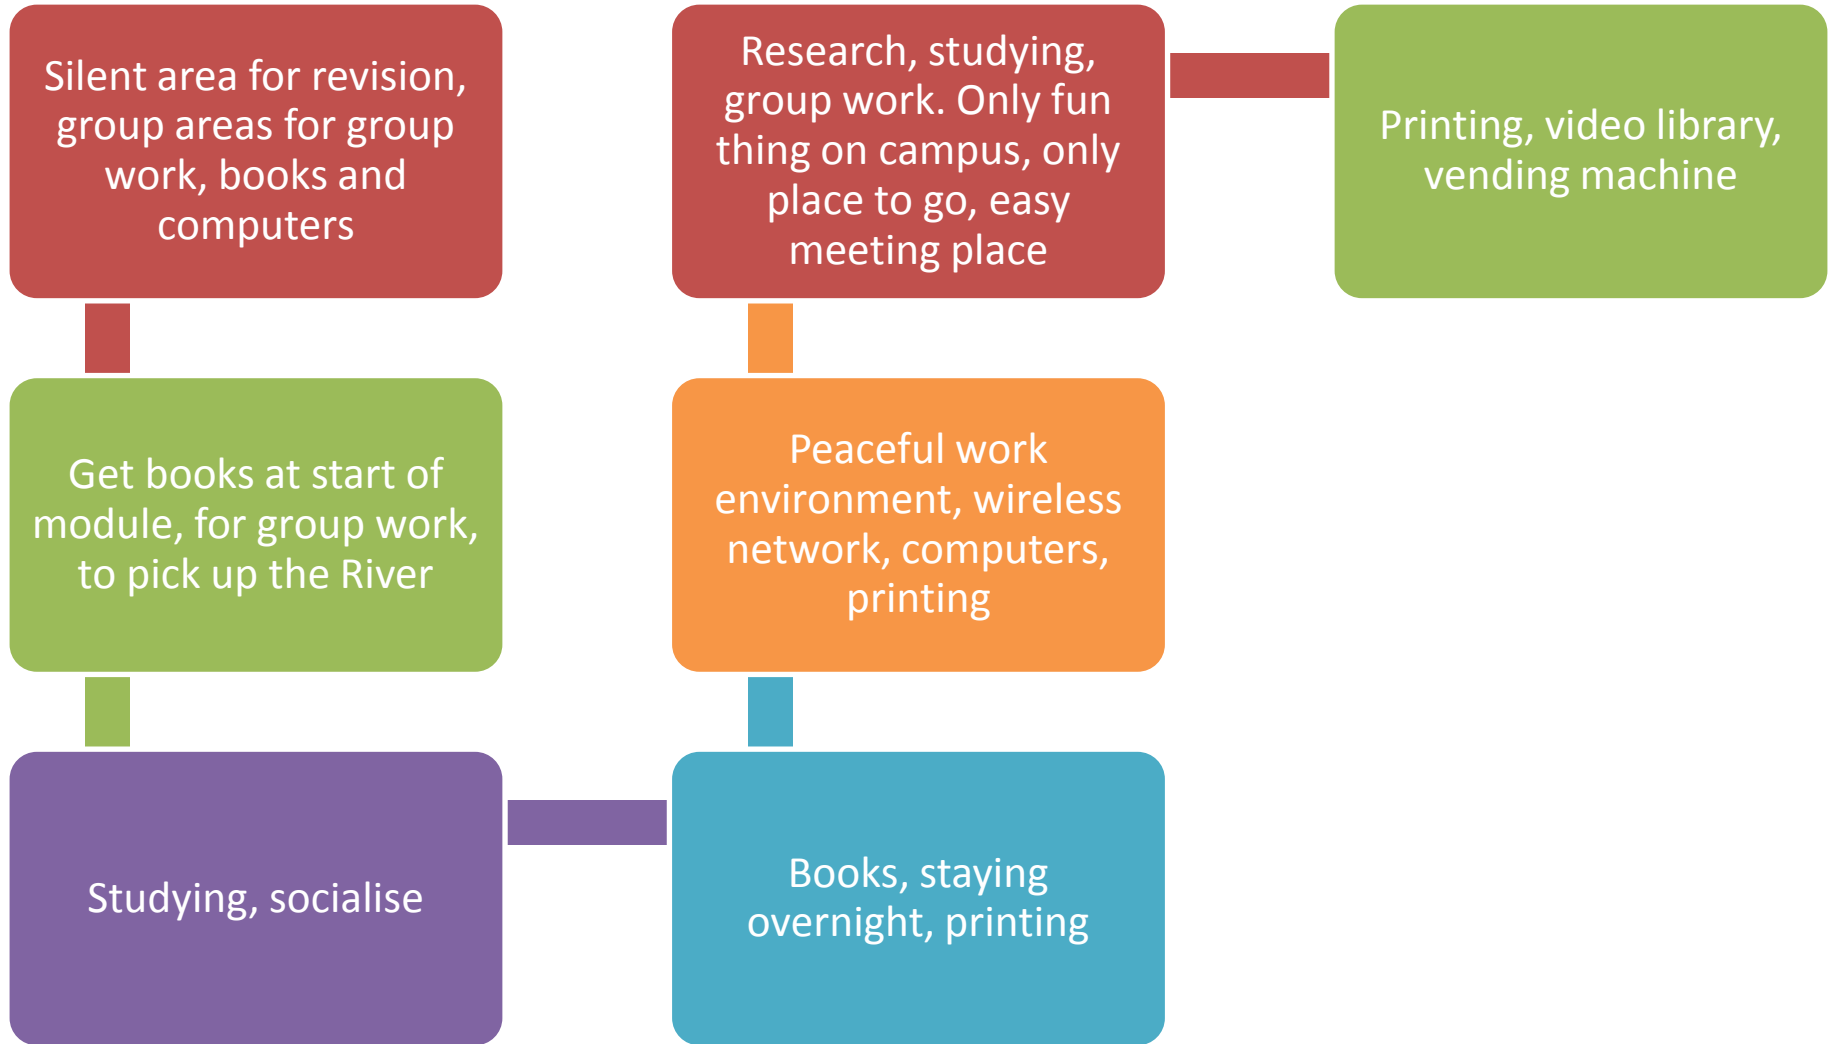 Silent area for revision,
group areas for group
work, books and
computers
Get books at start of
module, for group work,
to pick up the River
Studying, socialise
Books, staying
overnight, printing
Peaceful work
environment, wireless
network, computers,
printing
Research, studying,
group work. Only fun
thing on campus, only
place to go, easy
meeting place
Printing, video library,
vending machine